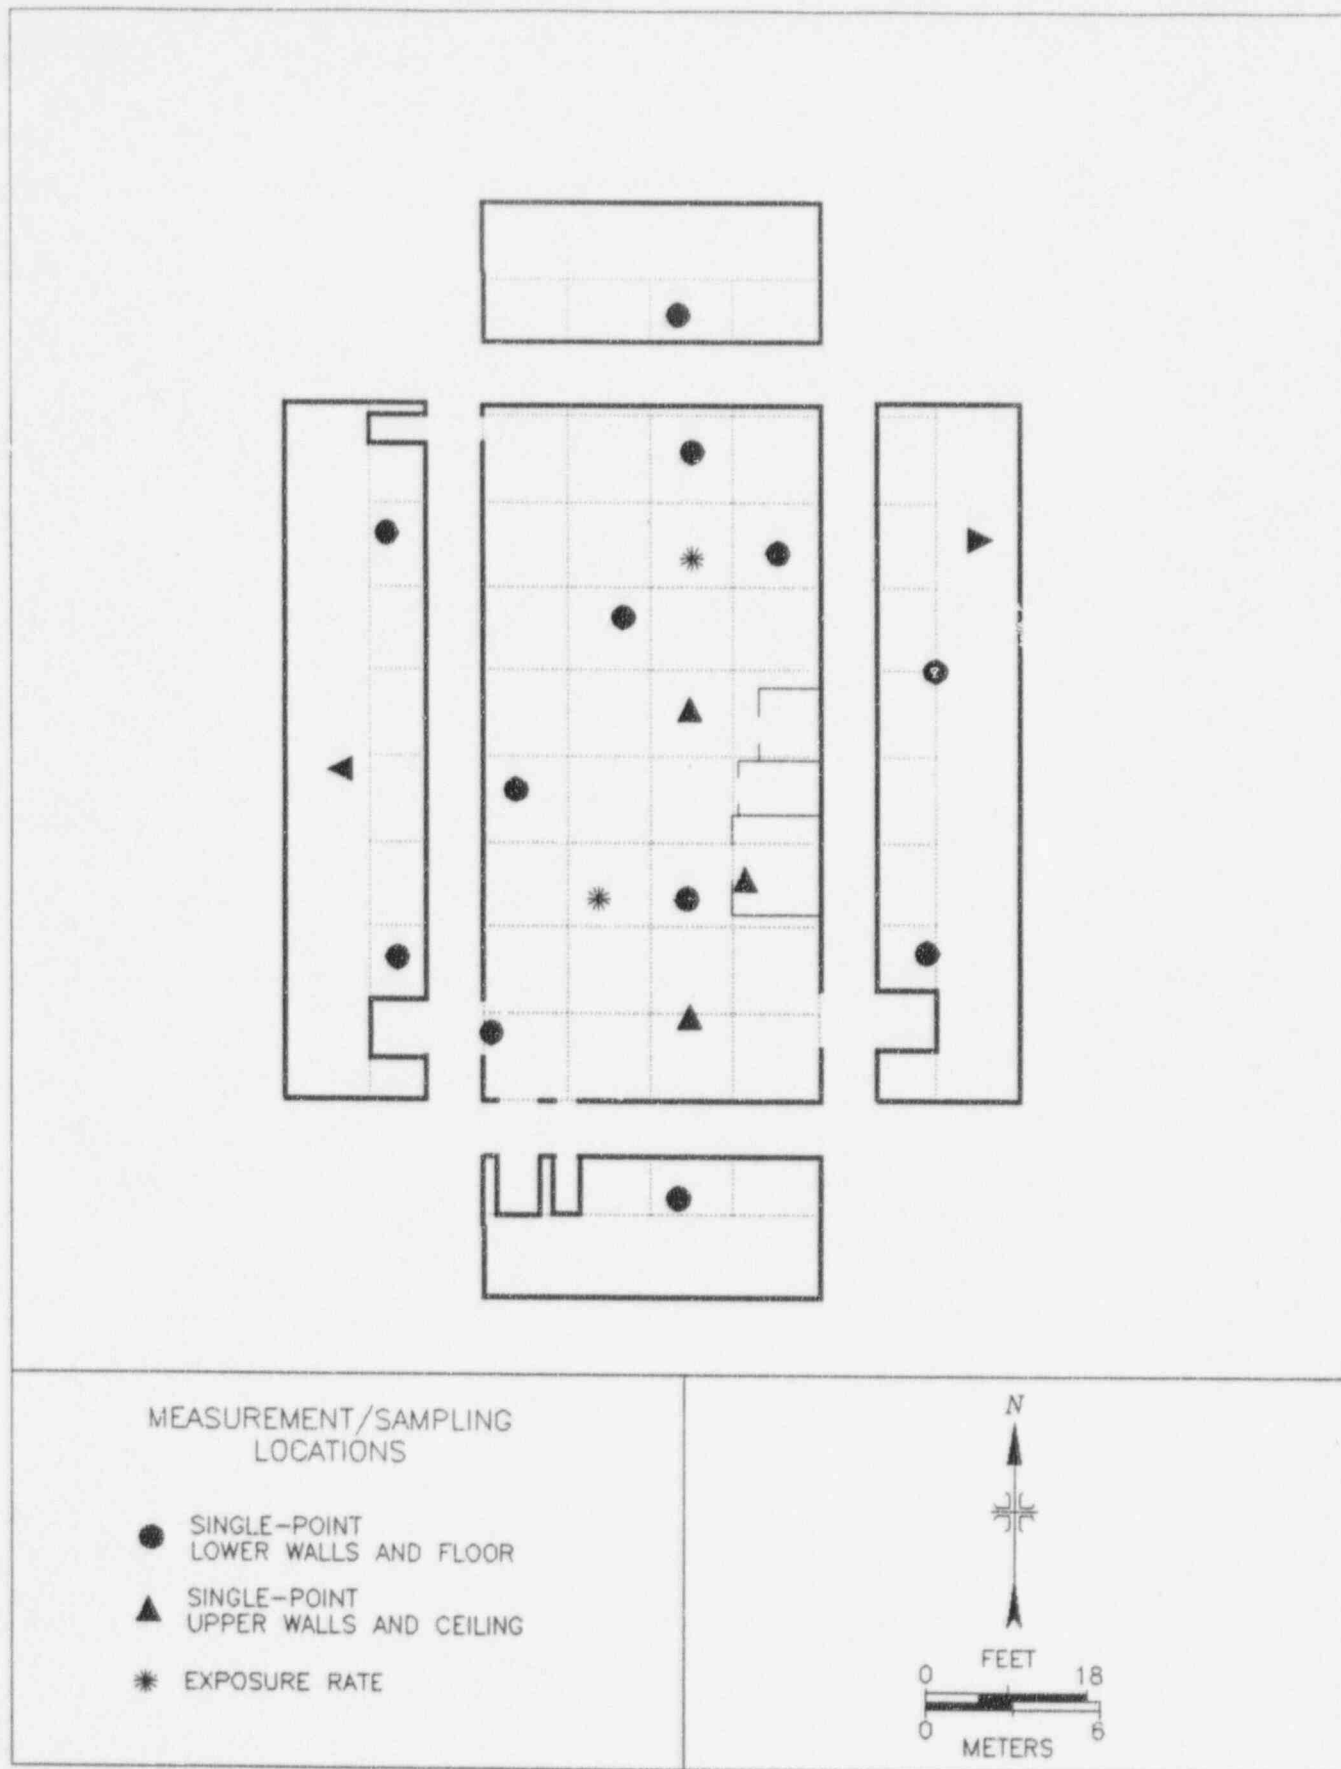 MEASUREMENT/SAMPLING
LOCATIONS
SINGLE-POINT
LOWER WALLS AND FLOOR
SINGLE-POINT
UPPER WALLS AND CEILING
EXPOSURE RATE
N
FEET
0 18
0 6
METERS